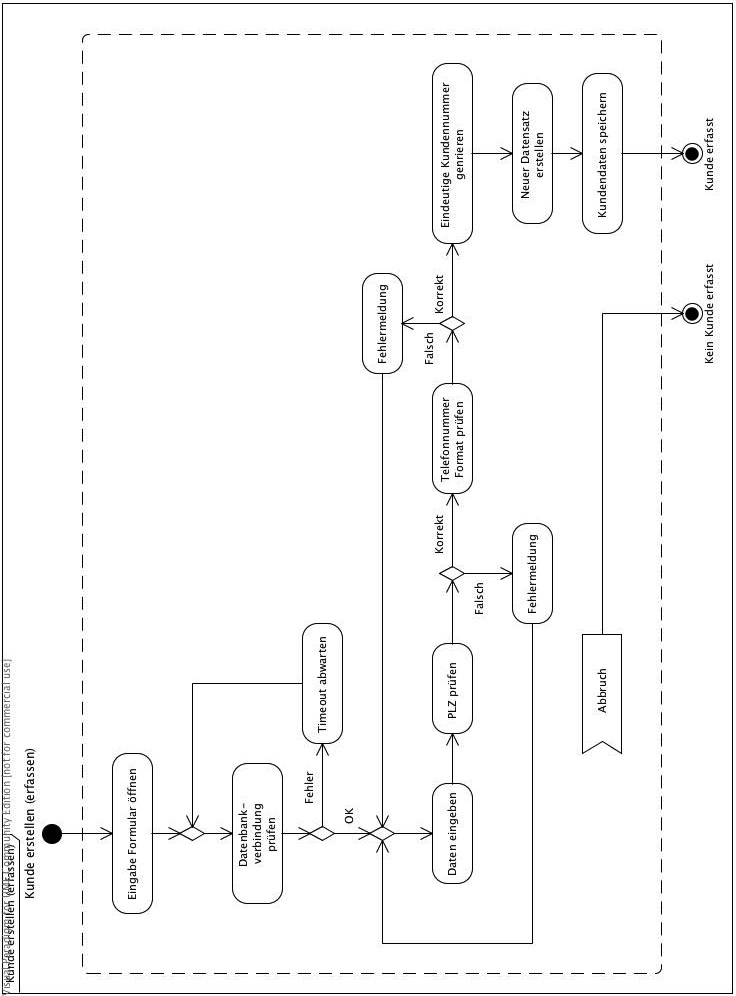 Visual Paradigm for UML Community Edition [not for commercial use]
Kunde erstellen (erfassen)
Kunde erstellen (erfassen)
Eingabe Formular öffnen
Datenbank-
verbindung
prüfen
Fehler
Timeout abwarten
OK
Daten eingeben
PLZ prüfen
Falsch
Fehlermeldung
Korrekt
Telefonnummer
Format prüfen
Falsch
Fehlermeldung
Korrekt
Eindeutige Kundennummer
genrieren
Neuer Datensatz
erstellen
Kundendaten speichern
Kunde erfasst
Abbruch
Kein Kunde erfasst